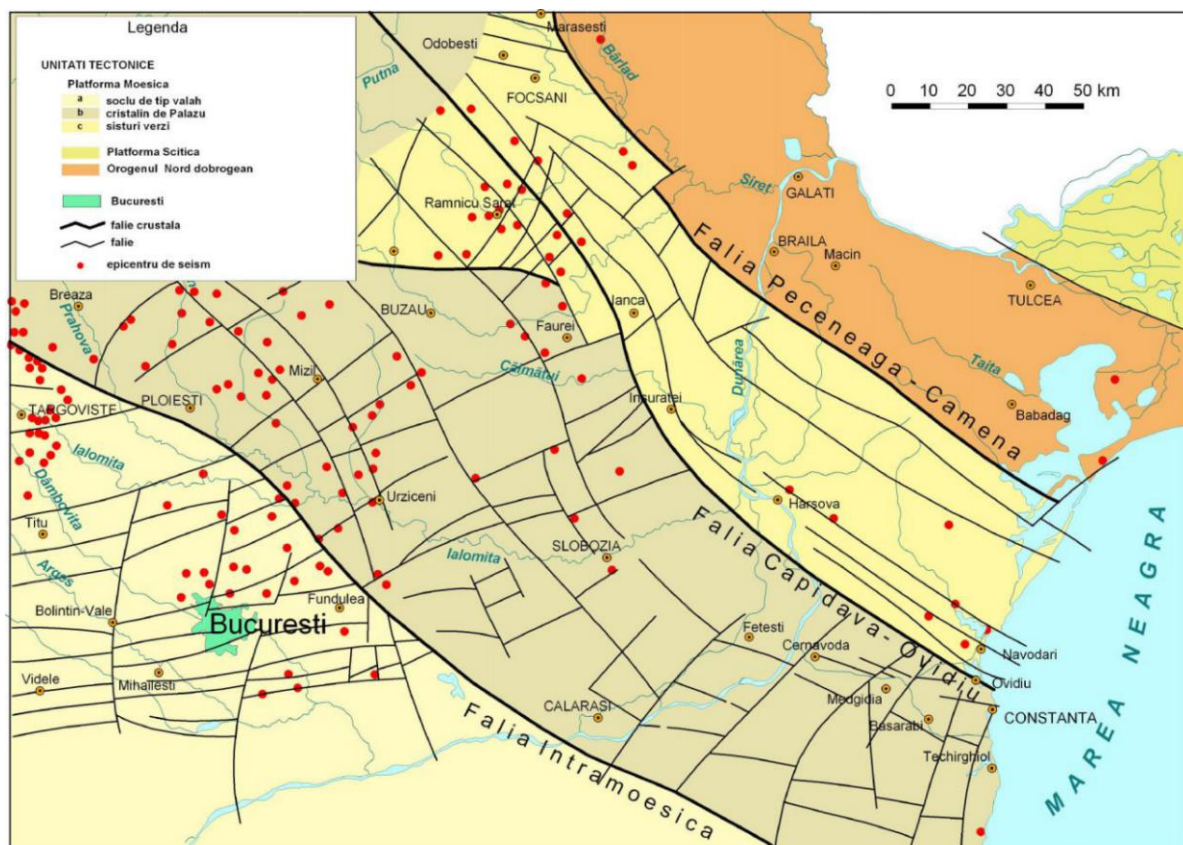 Legenda
UNITATI TECTONICE
Platforma Moesica
a soclu de tip valah
b cristalin de Palazu
c sisturi verzi
Platforma Scitica
Orogenul Nord dobrogean
Bucuresti
falie crustala
falie
epicentru de seism
0 10 20 30 40 50 km
Marasesti
Odobesti
Putna
Bârlad
FOCSANI
Siret
GALATI
Ramnicu Sarat
BRAILA
Macin
TULCEA
Falia Peceneaga - Camena
Breaza
Prahova
BUZAU
Ianca
Faurei
Călmătui
Dunărea
Taita
Mizil
Insuratei
Babadag
TARGOVISTE
PLOIESTI
Ialomita
Dâmbovita
Urziceni
Harsova
Titu
Ialomita
SLOBOZIA
Falia Capidava - Ovidiu
Arges
Bolintin-Vale
Fundulea
Bucuresti
Fetesti
Cernavoda
Navodari
Videle
Mihailesti
Ovidiu
Medgidia
CALARASI
Basarabi
CONSTANTA
Falia Intramoesica
Techirghiol
MAREA NEAGRA